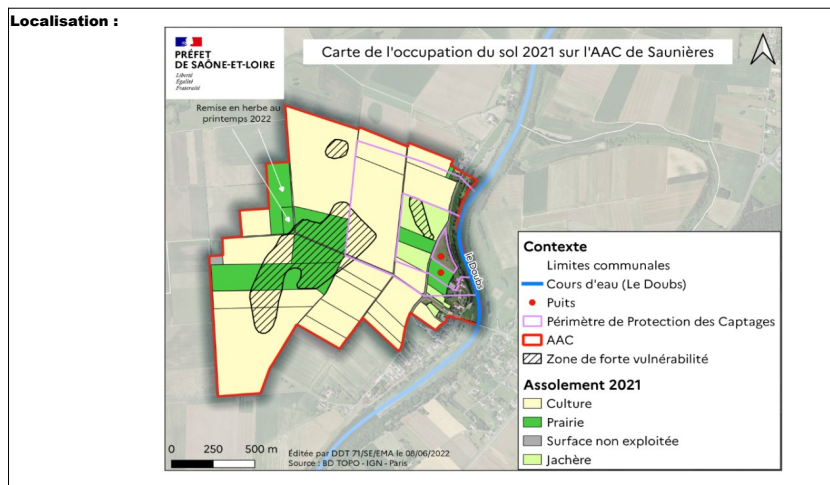 Localisation :
PRÉFET
DE SAÔNE-ET-LOIRE
Liberté
Égalité
Fraternité
Carte de l'occupation du sol 2021 sur l'AAC de Saunières
Remise en herbe au
printemps 2022
le Doubs
Contexte
Limites communales
Cours d'eau (Le Doubs)
Puits
Périmètre de Protection des Captages
AAC
Zone de forte vulnérabilité
Assolement 2021
Culture
Prairie
Surface non exploitée
Jachère
0 250 500 m
Éditée par DDT 71/SE/EMA le 08/06/2022
Source : BD TOPO - IGN - Paris